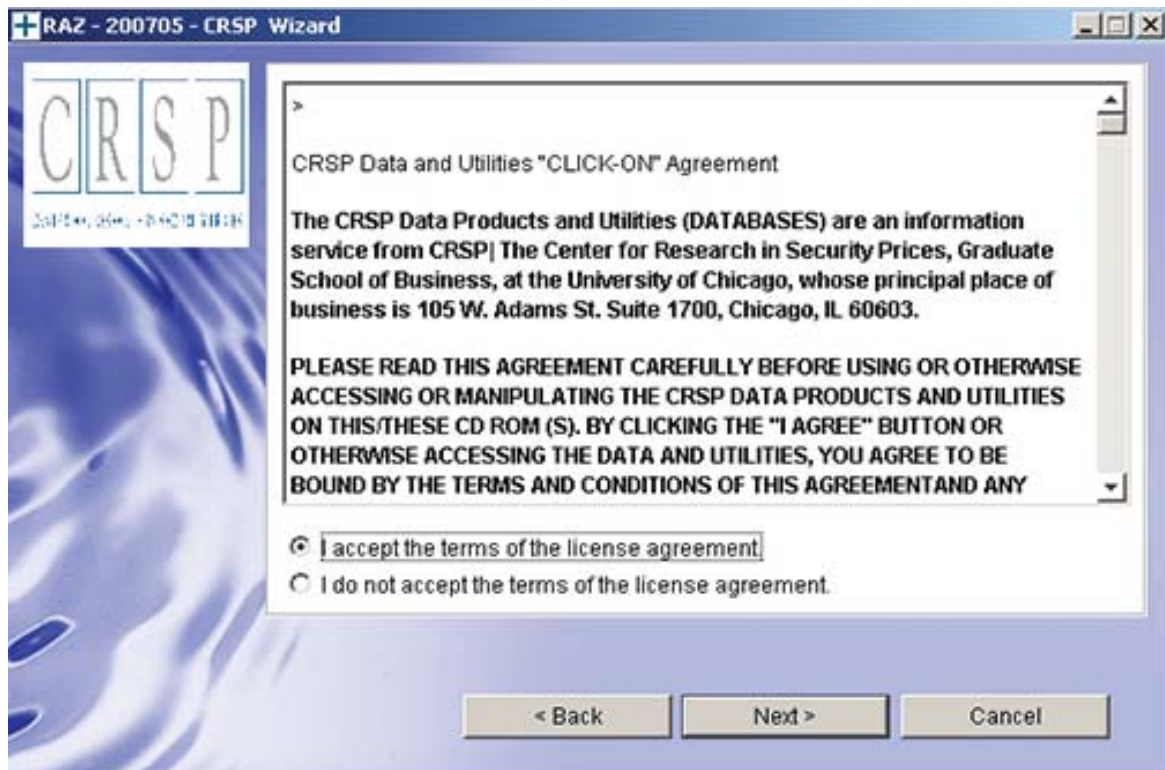 RAZ - 200705 - CRSP Wizard
CRSP
>
CRSP Data and Utilities "CLICK-ON" Agreement
The CRSP Data Products and Utilities (DATABASES) are an information
service from CRSP| The Center for Research in Security Prices, Graduate
School of Business, at the University of Chicago, whose principal place of
business is 105 W. Adams St. Suite 1700, Chicago, IL 60603.
PLEASE READ THIS AGREEMENT CAREFULLY BEFORE USING OR OTHERWISE
ACCESSING OR MANIPULATING THE CRSP DATA PRODUCTS AND UTILITIES
ON THIS/THESE CD ROM (S). BY CLICKING THE "I AGREE" BUTTON OR
OTHERWISE ACCESSING THE DATA AND UTILITIES, YOU AGREE TO BE
BOUND BY THE TERMS AND CONDITIONS OF THIS AGREEMENTAND ANY
I accept the terms of the license agreement.
I do not accept the terms of the license agreement.
< Back Next > Cancel